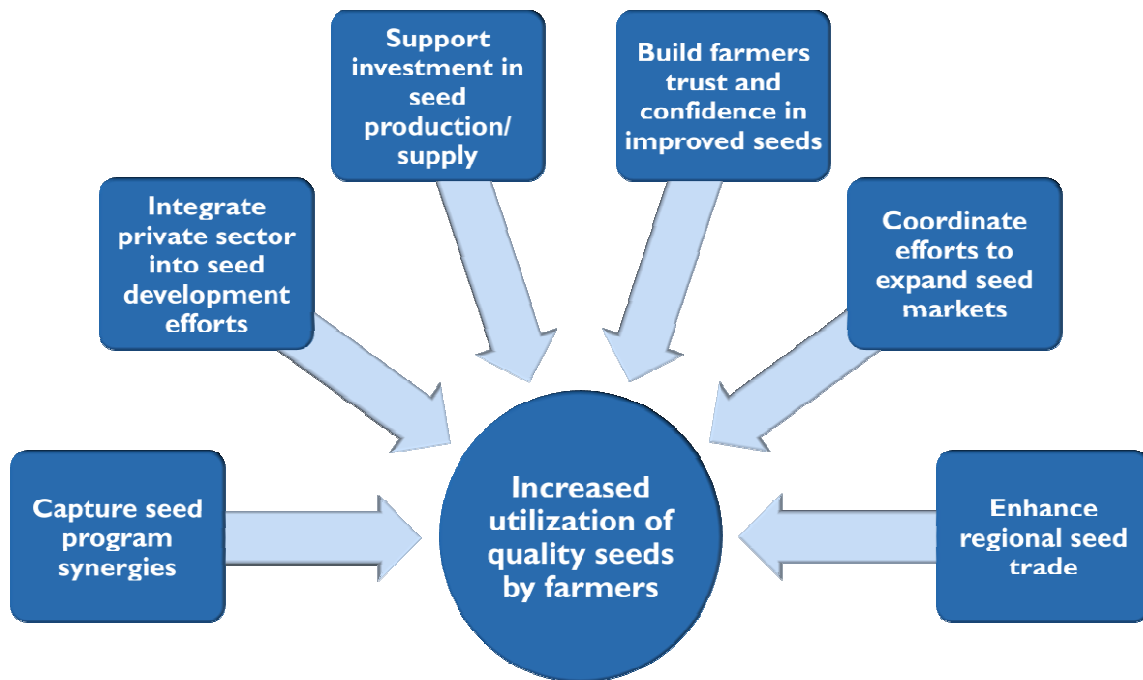 Support
investment in
seed
production/
supply
Build farmers
trust and
confidence in
improved seeds
Integrate
private sector
into seed
development
efforts
Coordinate
efforts to
expand seed
markets
Capture seed
program
synergies
Increased
utilization of
quality seeds
by farmers
Enhance
regional seed
trade